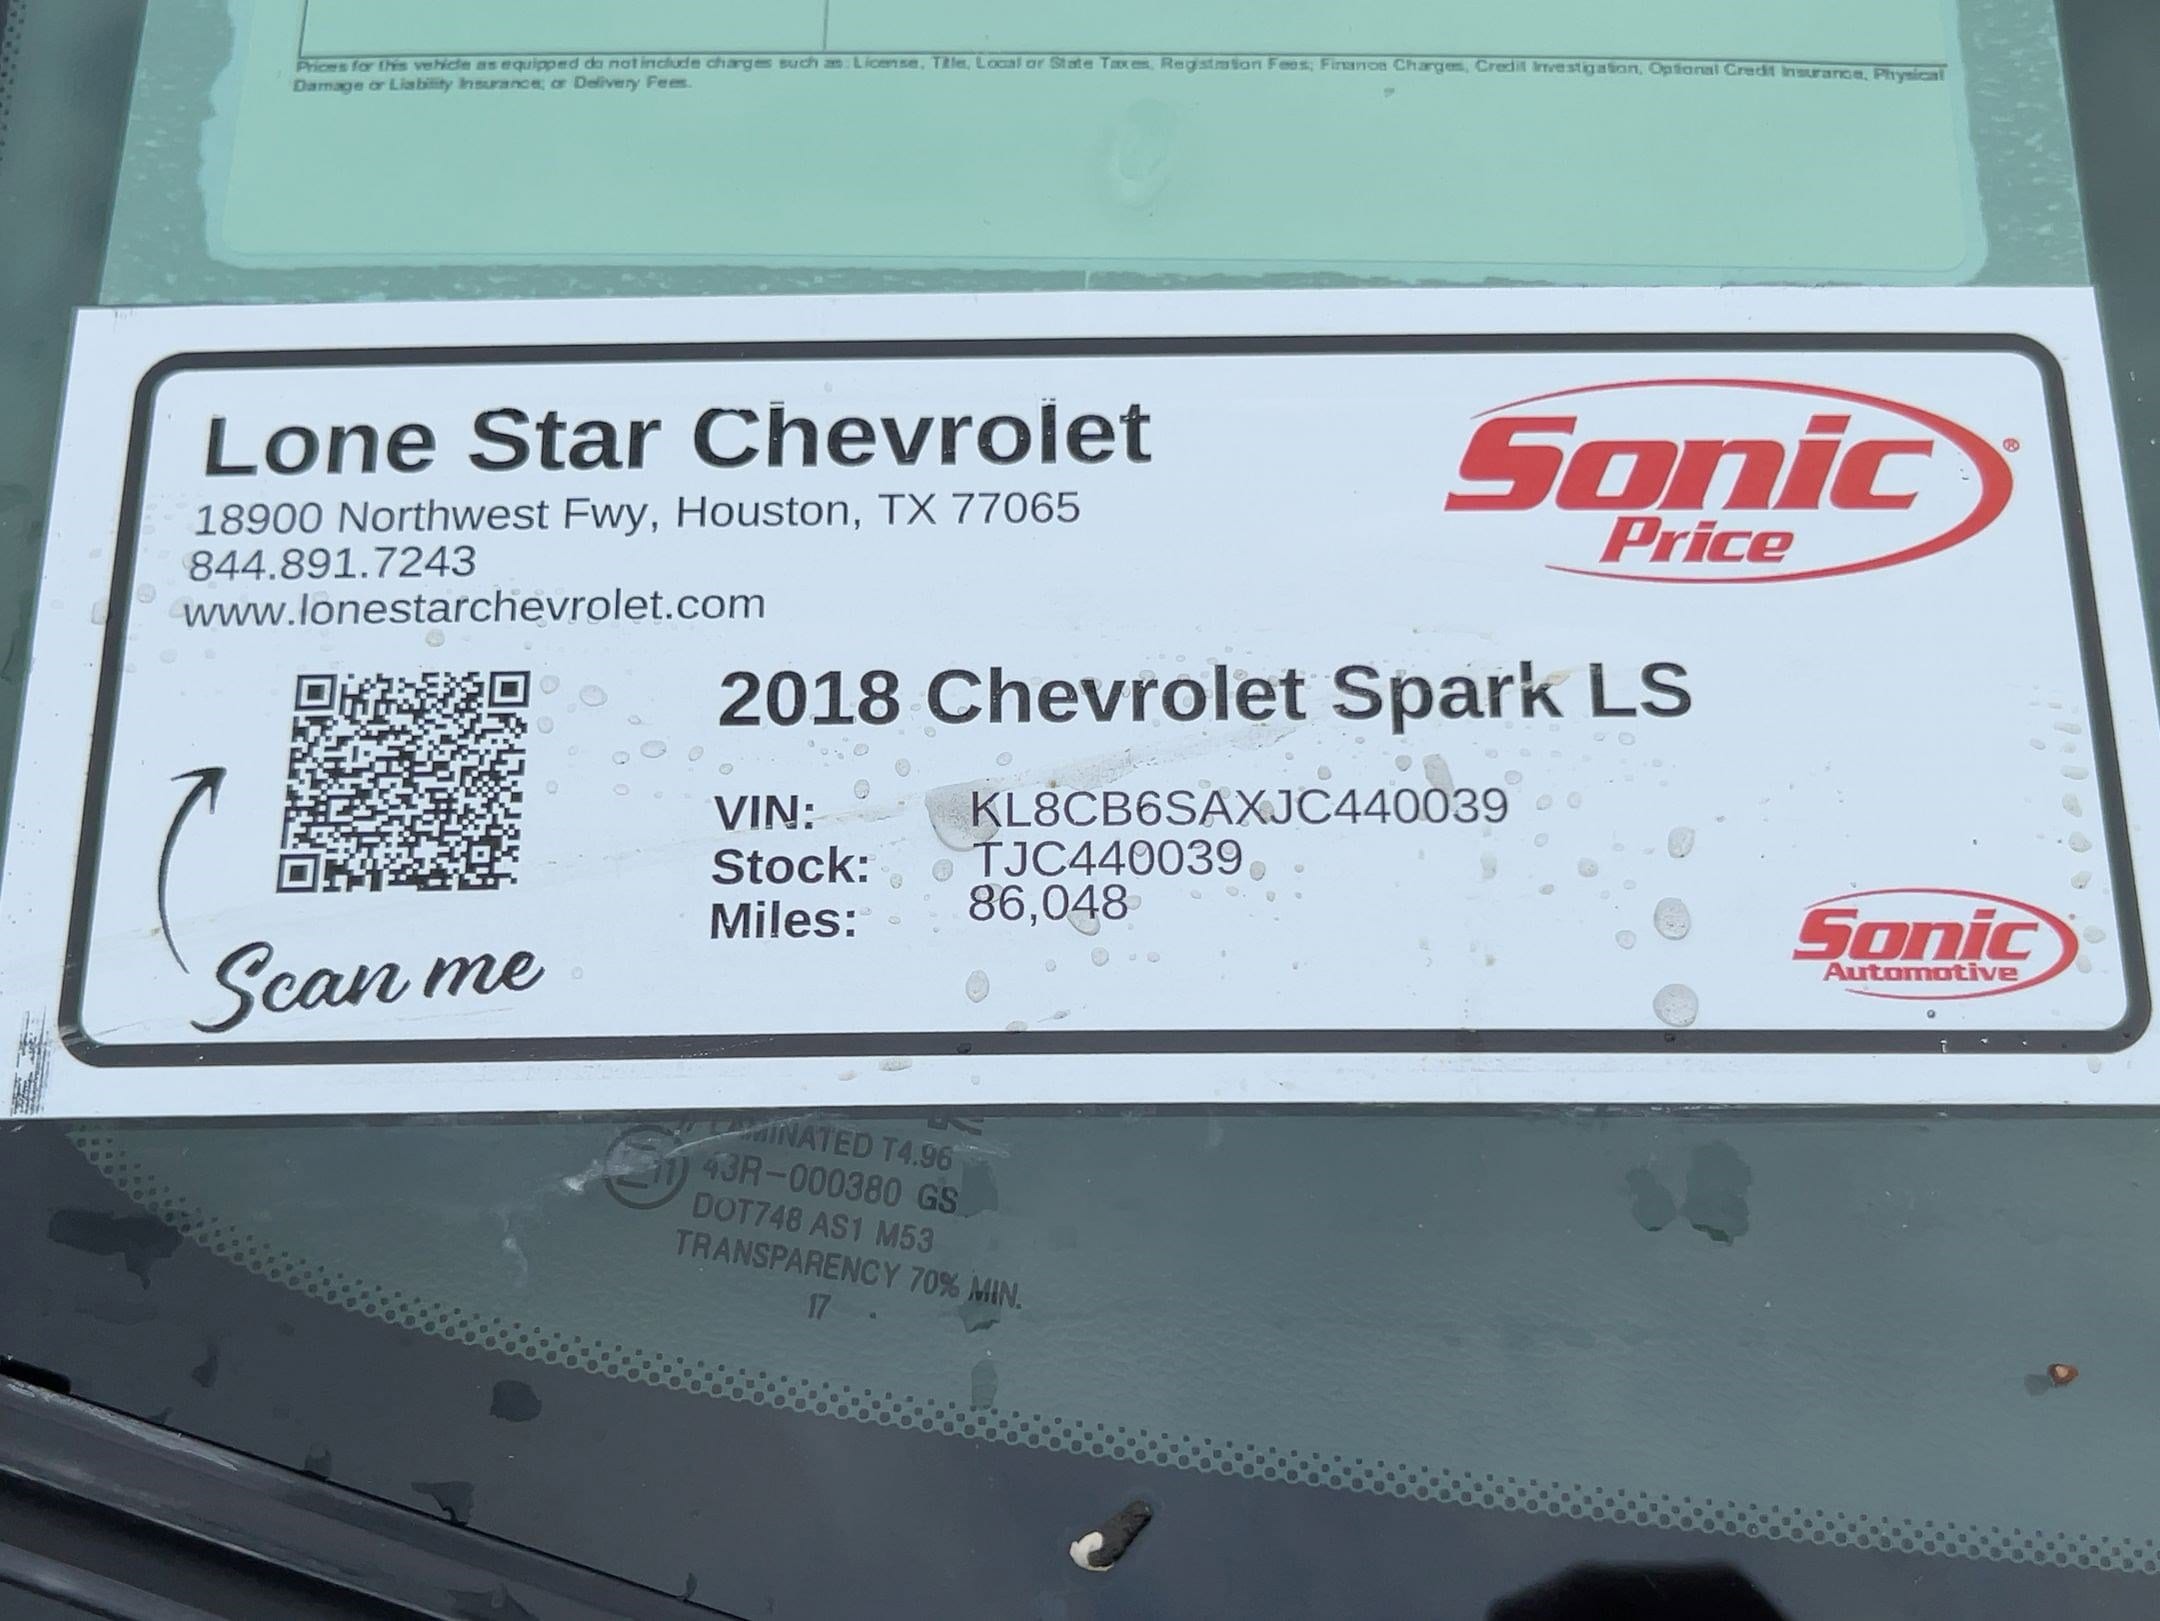 Prices for this vehicle as equipped do not include charges such as: License, Title, Local or State Taxes, Registration Fees, Finance Charges, Credit Investigation, Optional Credit Insurance, Physical
Damage or Liability Insurance, or Delivery Fees.
Lone Star Chevrolet
18900 Northwest Fwy, Houston, TX 77065
844.891.7243
www.lonestarchevrolet.com
Sonic®
Price
2018 Chevrolet Spark LS
VIN: KL8CB6SAXJC440039
Stock: TJC440039
Miles: 86,048
Scan me
Sonic
Automotive
LAMINATED T4.96
43R-000380 GS
DOT748 AS1 M53
TRANSPARENCY 70% MIN.
17